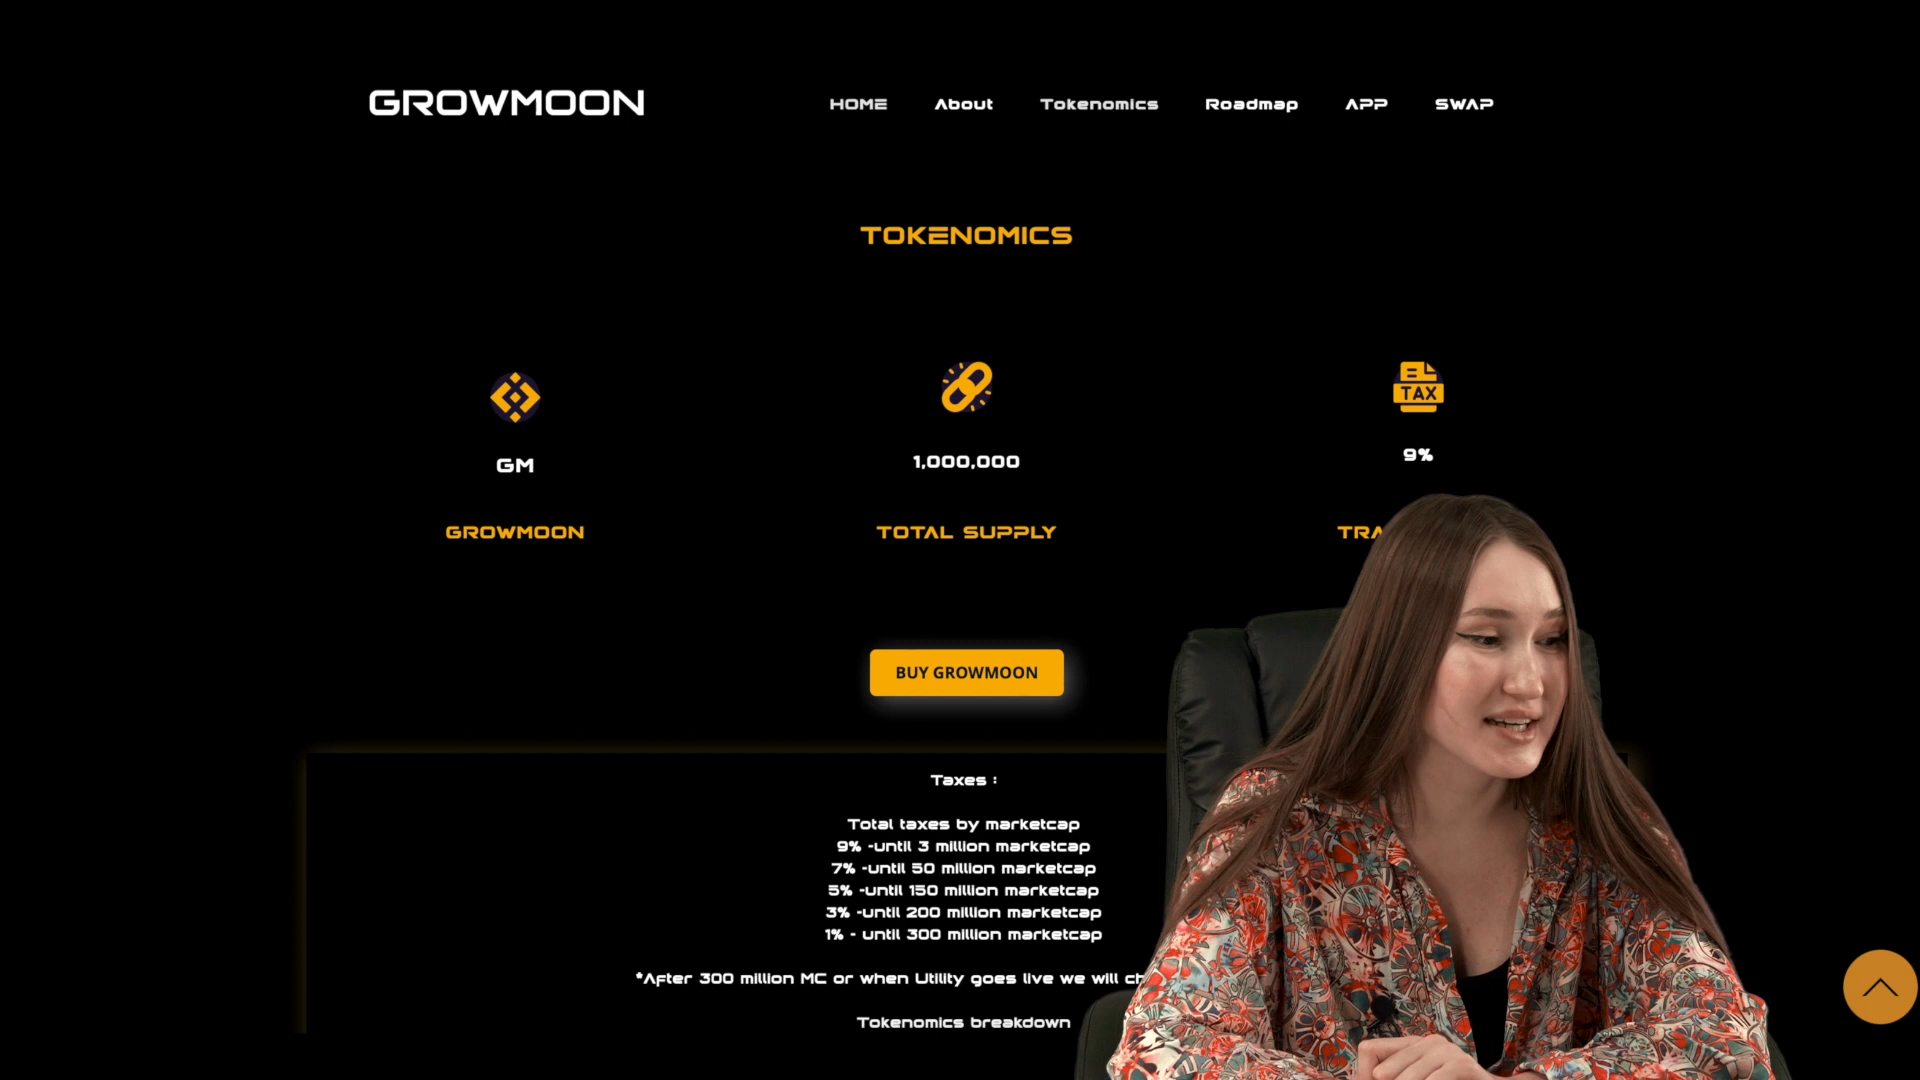 GROWMOON
HOME About Tokenomics Roadmap APP SWAP
TOKENOMICS
TAX
GM 1,000,000 9%
GROWMOON TOTAL SUPPLY
BUY GROWMOON
Taxes :
Total taxes by marketcap
9% -until 3 million marketcap
7% -until 50 million marketcap
5% -until 150 million marketcap
3% -until 200 million marketcap
1% - until 300 million marketcap
*After 300 million MC or when Utility goes live we will
Tokenomics breakdown